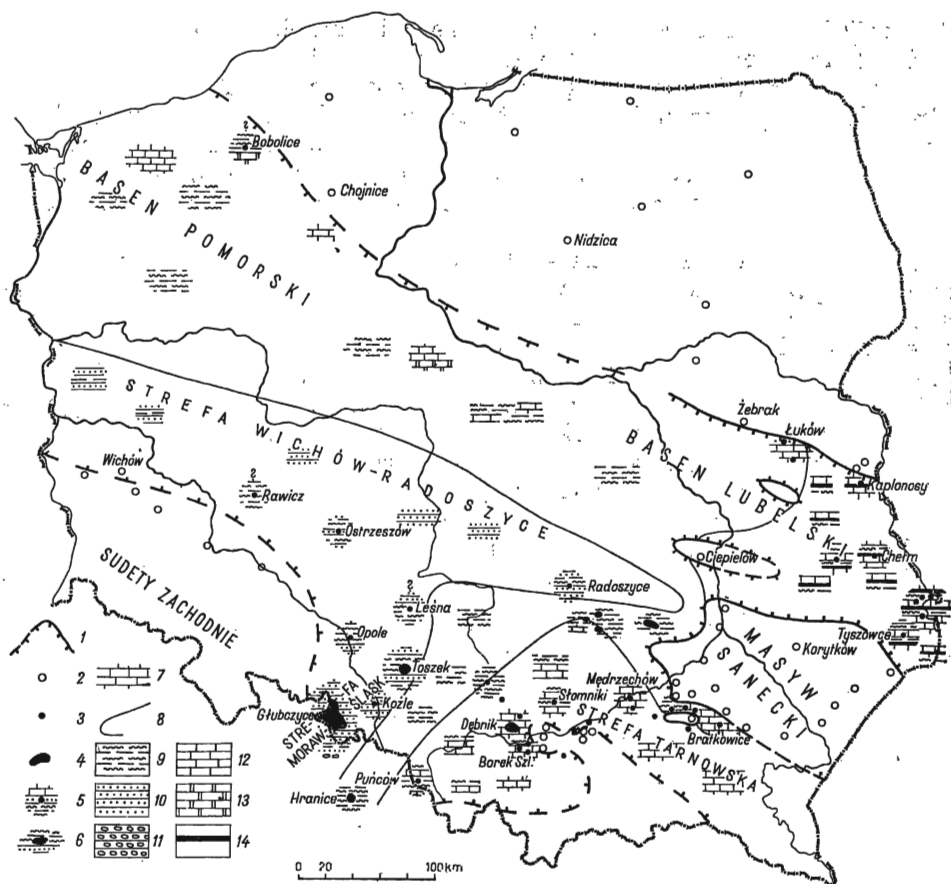 Bobolice
BASEN POMORSKI
Chojnice
Nidzica
STREFA WICHÓW-RADOSZYCE
Żebrak
Łuków
BASEN LUBELSKI
Kaplonosy
Wichów
Rawicz
Ostrzeszów
Ciepielów
Chełm
SUDETY ZACHODNIE
Radoszyce
Leśna
Opole
Tyszowce
MASYW SANECKI
Korytków
Toszek
Mędrzechów
Słomniki
Głubczyce
Koźle
STREFA MORAWSKO-ŚLĄSK
Dębnik
STREFA TARNOWSKA
Bratkowice
Borek Szl.
Puńców
Hranice
1
2 7
3 8
4 9 12
5 10 13
6 11 14
0 20 100km